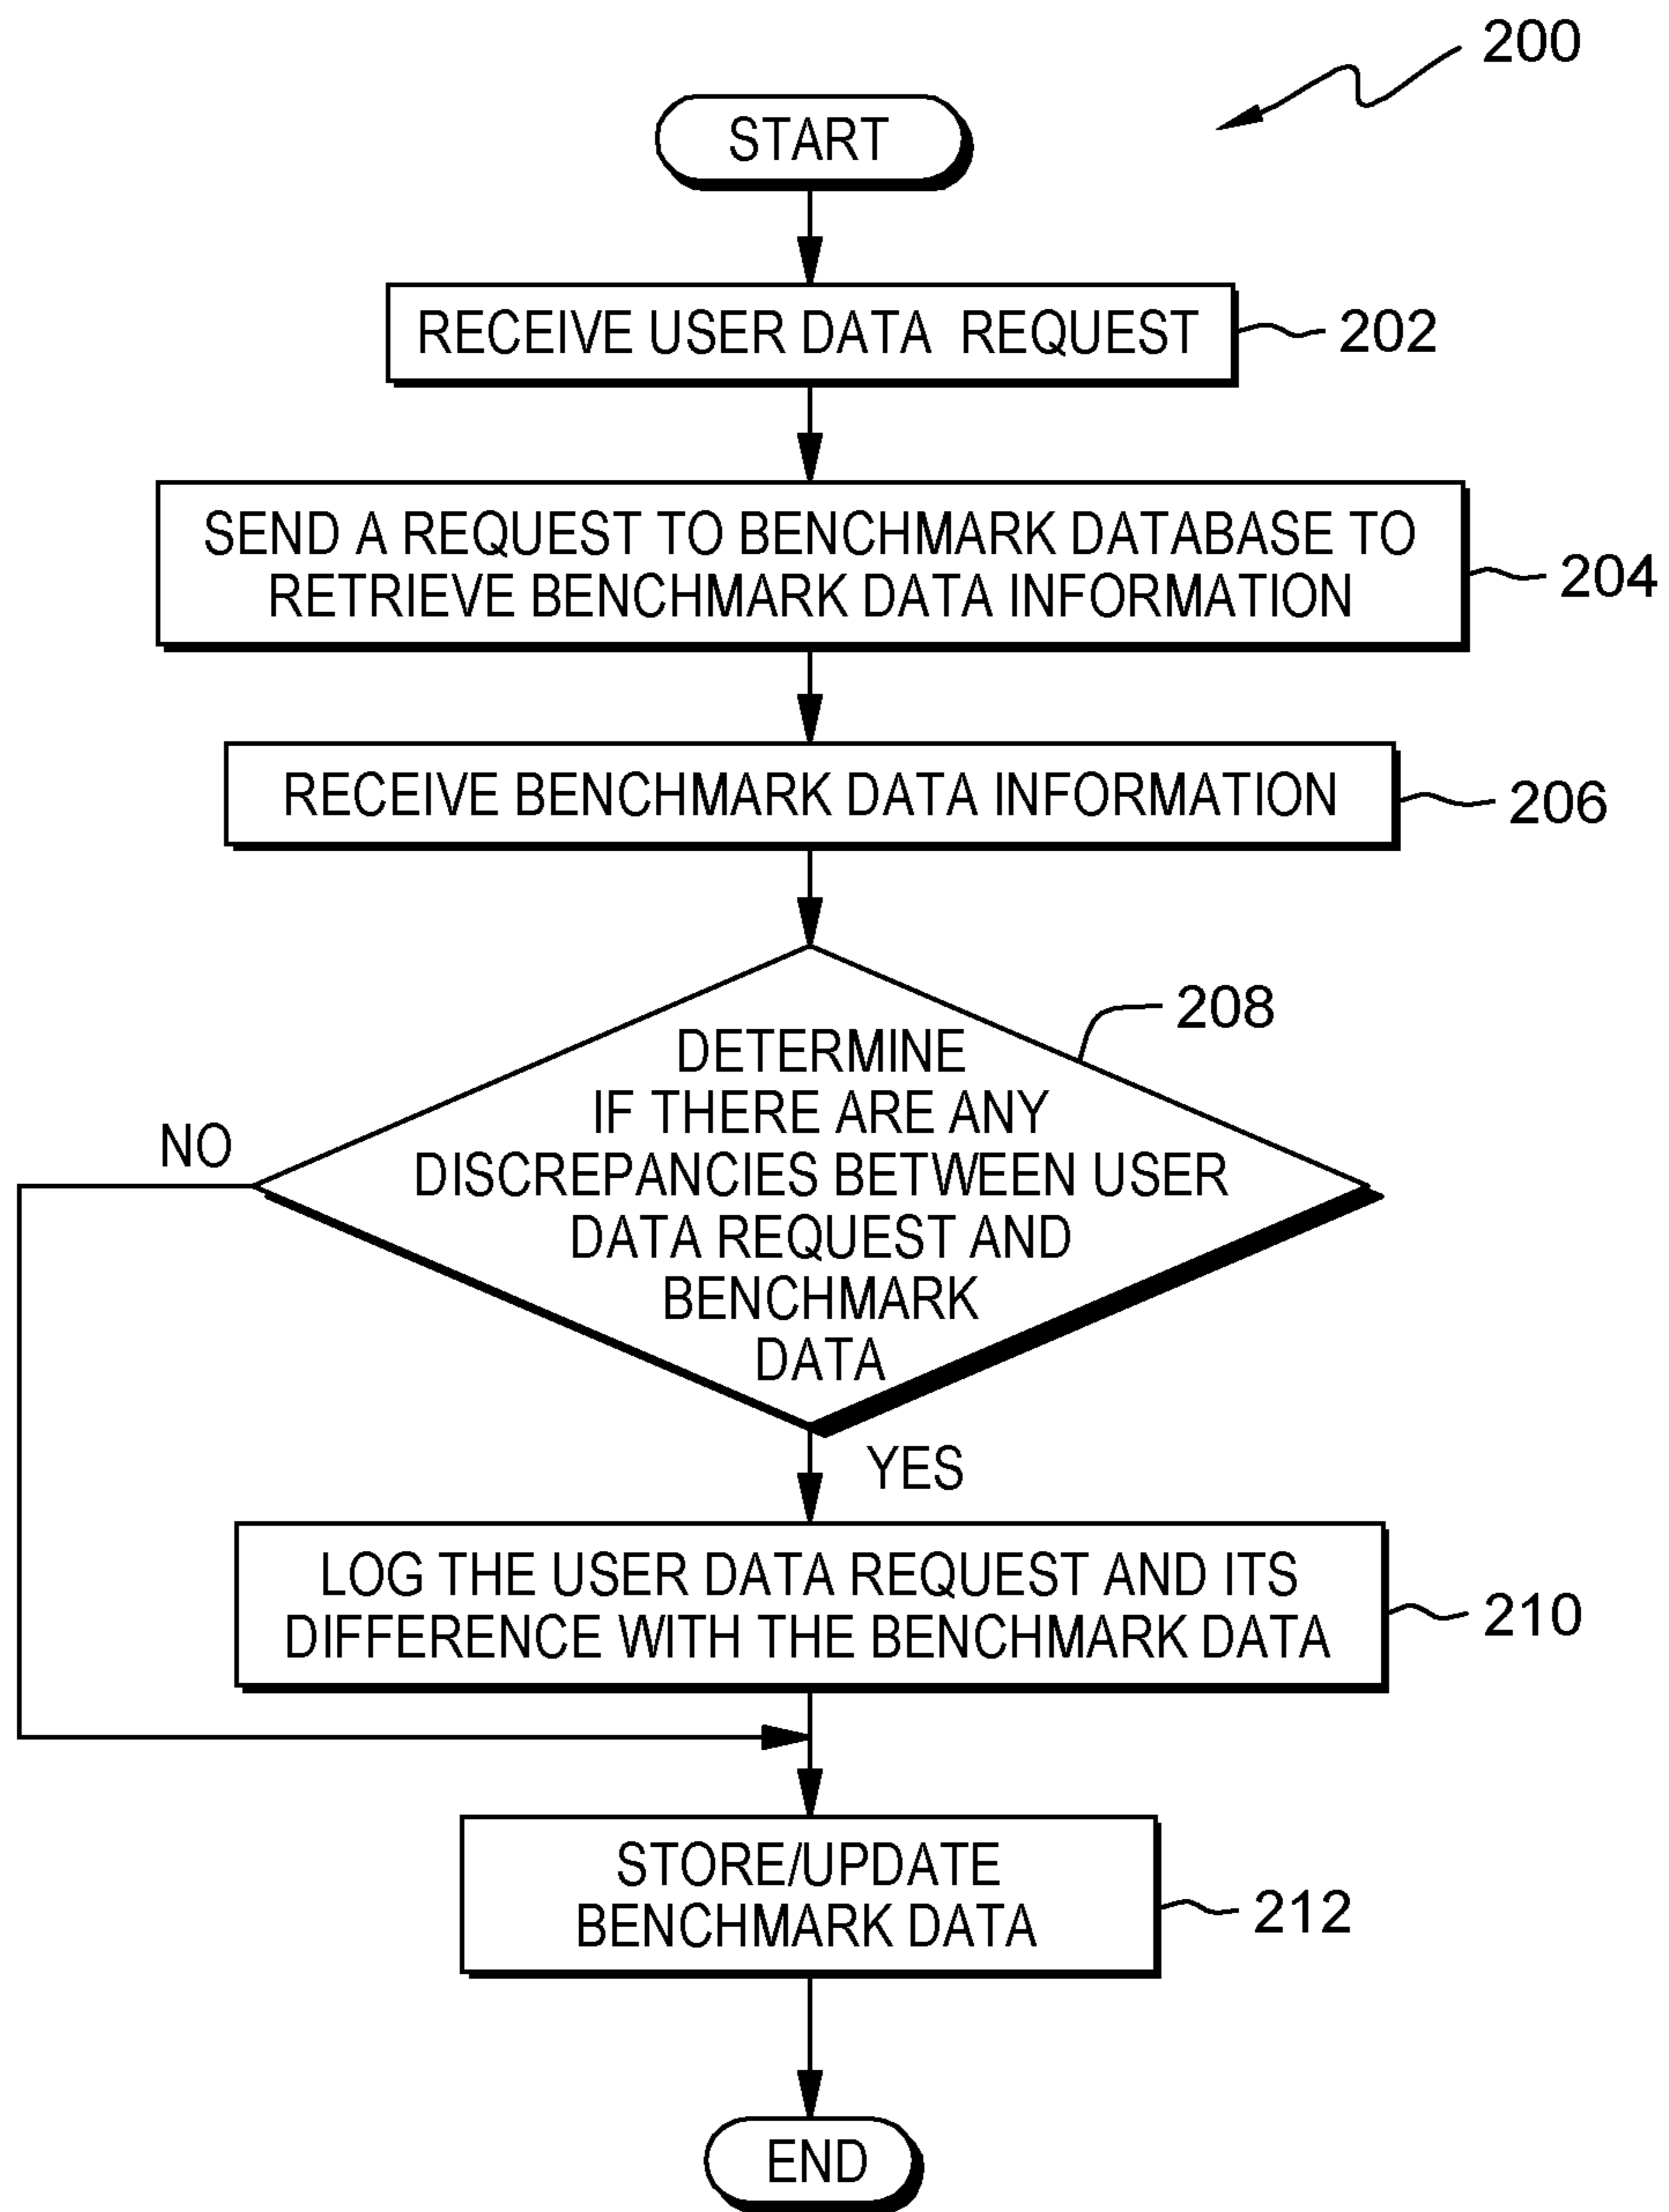 200
START
RECEIVE USER DATA REQUEST
202
SEND A REQUEST TO BENCHMARK DATABASE TO
RETRIEVE BENCHMARK DATA INFORMATION
204
RECEIVE BENCHMARK DATA INFORMATION
206
208
DETERMINE
IF THERE ARE ANY
DISCREPANCIES BETWEEN USER
DATA REQUEST AND
BENCHMARK
DATA
NO
YES
LOG THE USER DATA REQUEST AND ITS
DIFFERENCE WITH THE BENCHMARK DATA
210
STORE/UPDATE
BENCHMARK DATA
212
END